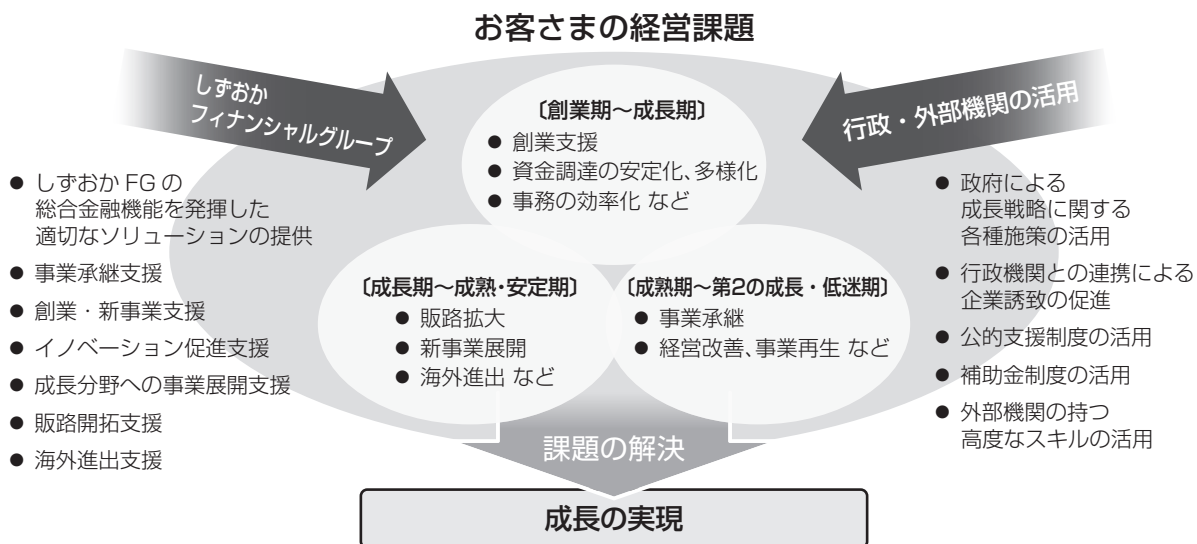 お客さまの経営課題
しずおか
フィナンシャルグループ
● しずおか FG の
総合金融機能を発揮した
適切なソリューションの提供
● 事業承継支援
● 創業・新事業支援
● イノベーション促進支援
● 成長分野への事業展開支援
● 販路開拓支援
● 海外進出支援
〔創業期~成長期〕
● 創業支援
● 資金調達の安定化、多様化
● 事務の効率化 など
〔成長期~成熟・安定期〕
● 販路拡大
● 新事業展開
● 海外進出 など
〔成熟期~第2の成長・低迷期〕
● 事業承継
● 経営改善、事業再生 など
行政・外部機関の活用
● 政府による
成長戦略に関する
各種施策の活用
● 行政機関との連携による
企業誘致の促進
● 公的支援制度の活用
● 補助金制度の活用
● 外部機関の持つ
高度なスキルの活用
課題の解決
成長の実現